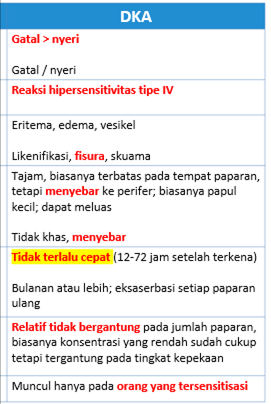 DKA
Gatal > nyeri
Gatal / nyeri
Reaksi hipersensitivitas tipe IV
Eritema, edema, vesikel
Likenifikasi, fisura, skuama
Tajam, biasanya terbatas pada tempat paparan,
tetapi menyebar ke perifer; biasanya papul
kecil; dapat meluas
Tidak khas, menyebar
Tidak terlalu cepat (12-72 jam setelah terkena)
Bulanan atau lebih; eksaserbasi setiap paparan
ulang
Relatif tidak bergantung pada jumlah paparan,
biasanya konsentrasi yang rendah sudah cukup
tetapi tergantung pada tingkat kepekaan
Muncul hanya pada orang yang tersensitisasi